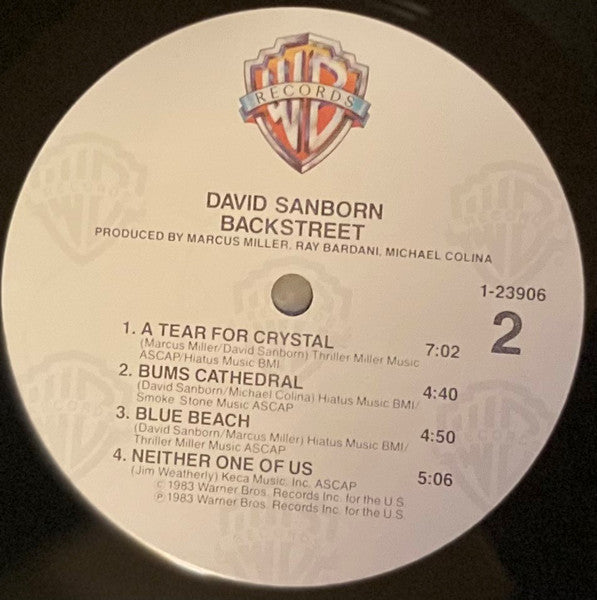 WB
RECORDS
DAVID SANBORN
BACKSTREET
PRODUCED BY MARCUS MILLER, RAY BARDANI, MICHAEL COLINA
1-23906
2
1. A TEAR FOR CRYSTAL 7:02
(Marcus Miller/David Sanborn) Thriller Miller Music
ASCAP/Hiatus Music BMI
2. BUMS CATHEDRAL 4:40
(David Sanborn/Michael Colina) Hiatus Music BMI/
Smoke Stone Music ASCAP
3. BLUE BEACH 4:50
(David Sanborn/Marcus Miller) Hiatus Music BMI/
Thriller Miller Music ASCAP
4. NEITHER ONE OF US 5:06
(Jim Weatherly) Keca Music, Inc. ASCAP
© 1983 Warner Bros. Records Inc. for the U.S.
℗ 1983 Warner Bros. Records Inc. for the U.S.